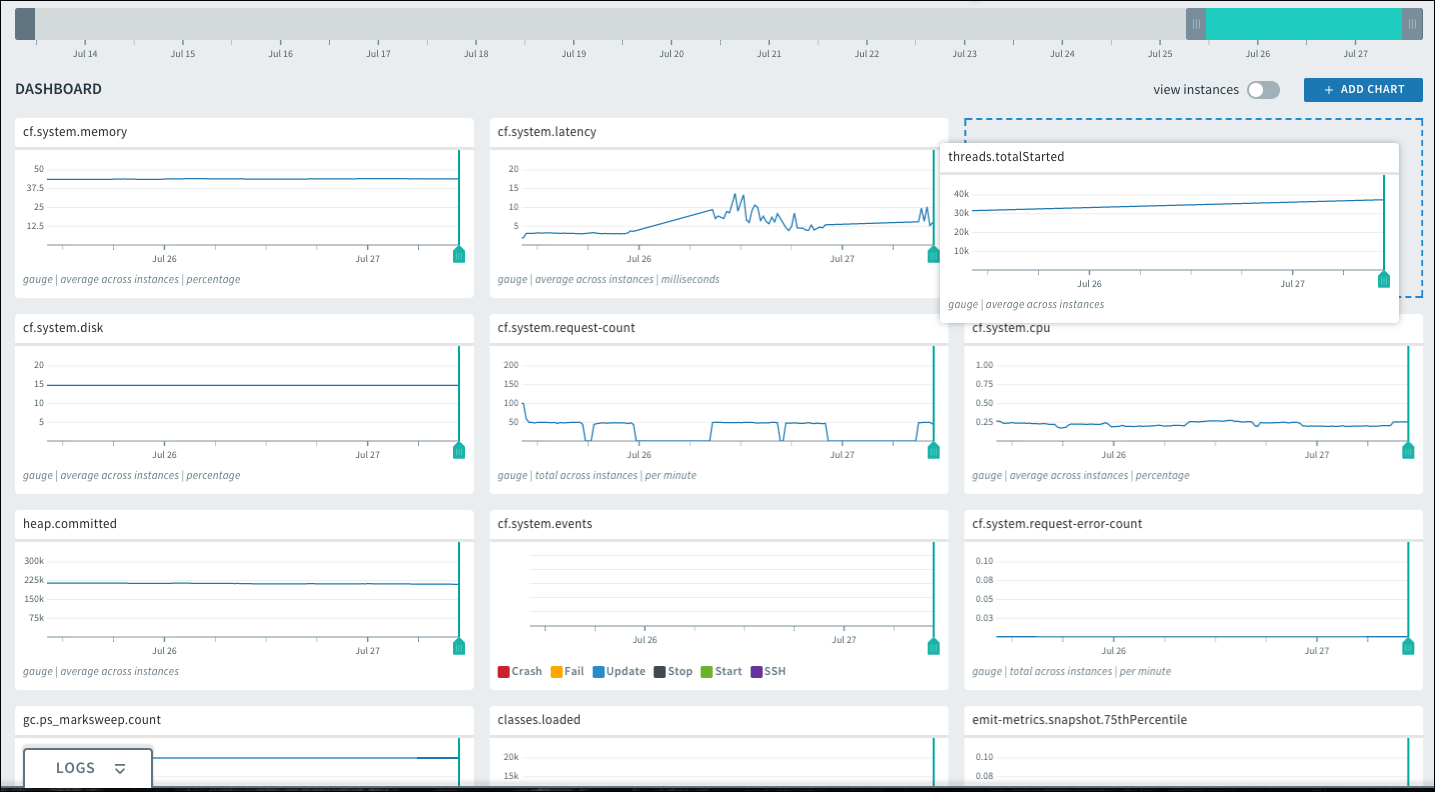 Jul 14 Jul 15 Jul 16 Jul 17 Jul 18 Jul 19 Jul 20 Jul 21 Jul 22 Jul 23 Jul 24 Jul 25 Jul 26 Jul 27
DASHBOARD
view instances
+ ADD CHART
cf.system.memory
50
37.5
25
12.5
Jul 26 Jul 27
gauge | average across instances | percentage
cf.system.latency
20
15
10
5
Jul 26 Jul 27
gauge | average across instances | milliseconds
threads.totalStarted
40k
30k
20k
10k
Jul 26 Jul 27
gauge | average across instances
cf.system.disk
20
15
10
5
Jul 26 Jul 27
gauge | average across instances | percentage
cf.system.request-count
200
150
100
50
Jul 26 Jul 27
gauge | total across instances | per minute
cf.system.cpu
1.00
0.75
0.50
0.25
Jul 26 Jul 27
gauge | average across instances | percentage
heap.committed
300k
225k
150k
75k
Jul 26 Jul 27
gauge | average across instances
cf.system.events
Jul 26 Jul 27
Crash Fail Update Stop Start SSH
cf.system.request-error-count
0.10
0.08
0.05
0.03
Jul 26 Jul 27
gauge | total across instances | per minute
gc.ps_marksweep.count
LOGS
classes.loaded
20k
15k
emit-metrics.snapshot.75thPercentile
0.10
0.08